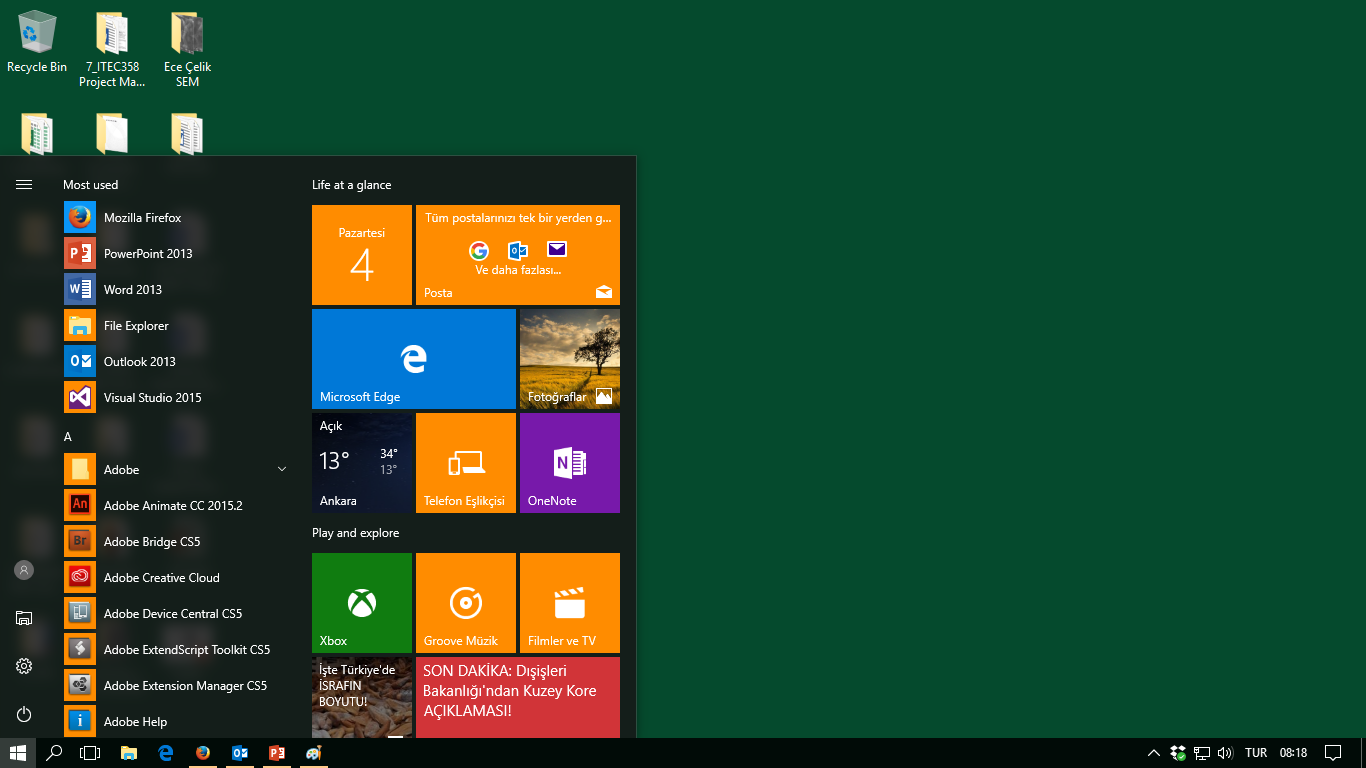 Recycle Bin
7_ITEC358
Project Ma...
Ece Çelik
SEM
Most used
Mozilla Firefox
PowerPoint 2013
Word 2013
File Explorer
Outlook 2013
Visual Studio 2015
A
Adobe
Adobe Animate CC 2015.2
Adobe Bridge CS5
Adobe Creative Cloud
Adobe Device Central CS5
Adobe ExtendScript Toolkit CS5
Adobe Extension Manager CS5
Adobe Help
Life at a glance
Pazartesi
4
Tüm postalarınızı tek bir yerden g...
Ve daha fazlası...
Posta
Microsoft Edge
Fotoğraflar
Açık
13° 34°
13°
Ankara
Telefon Eşlikçisi
OneNote
Play and explore
Xbox
Groove Müzik
Filmler ve TV
İşte Türkiye'de
İSRAFIN
BOYUTU!
SON DAKİKA: Dışişleri
Bakanlığı'ndan Kuzey Kore
AÇIKLAMASI!
TUR 08:18